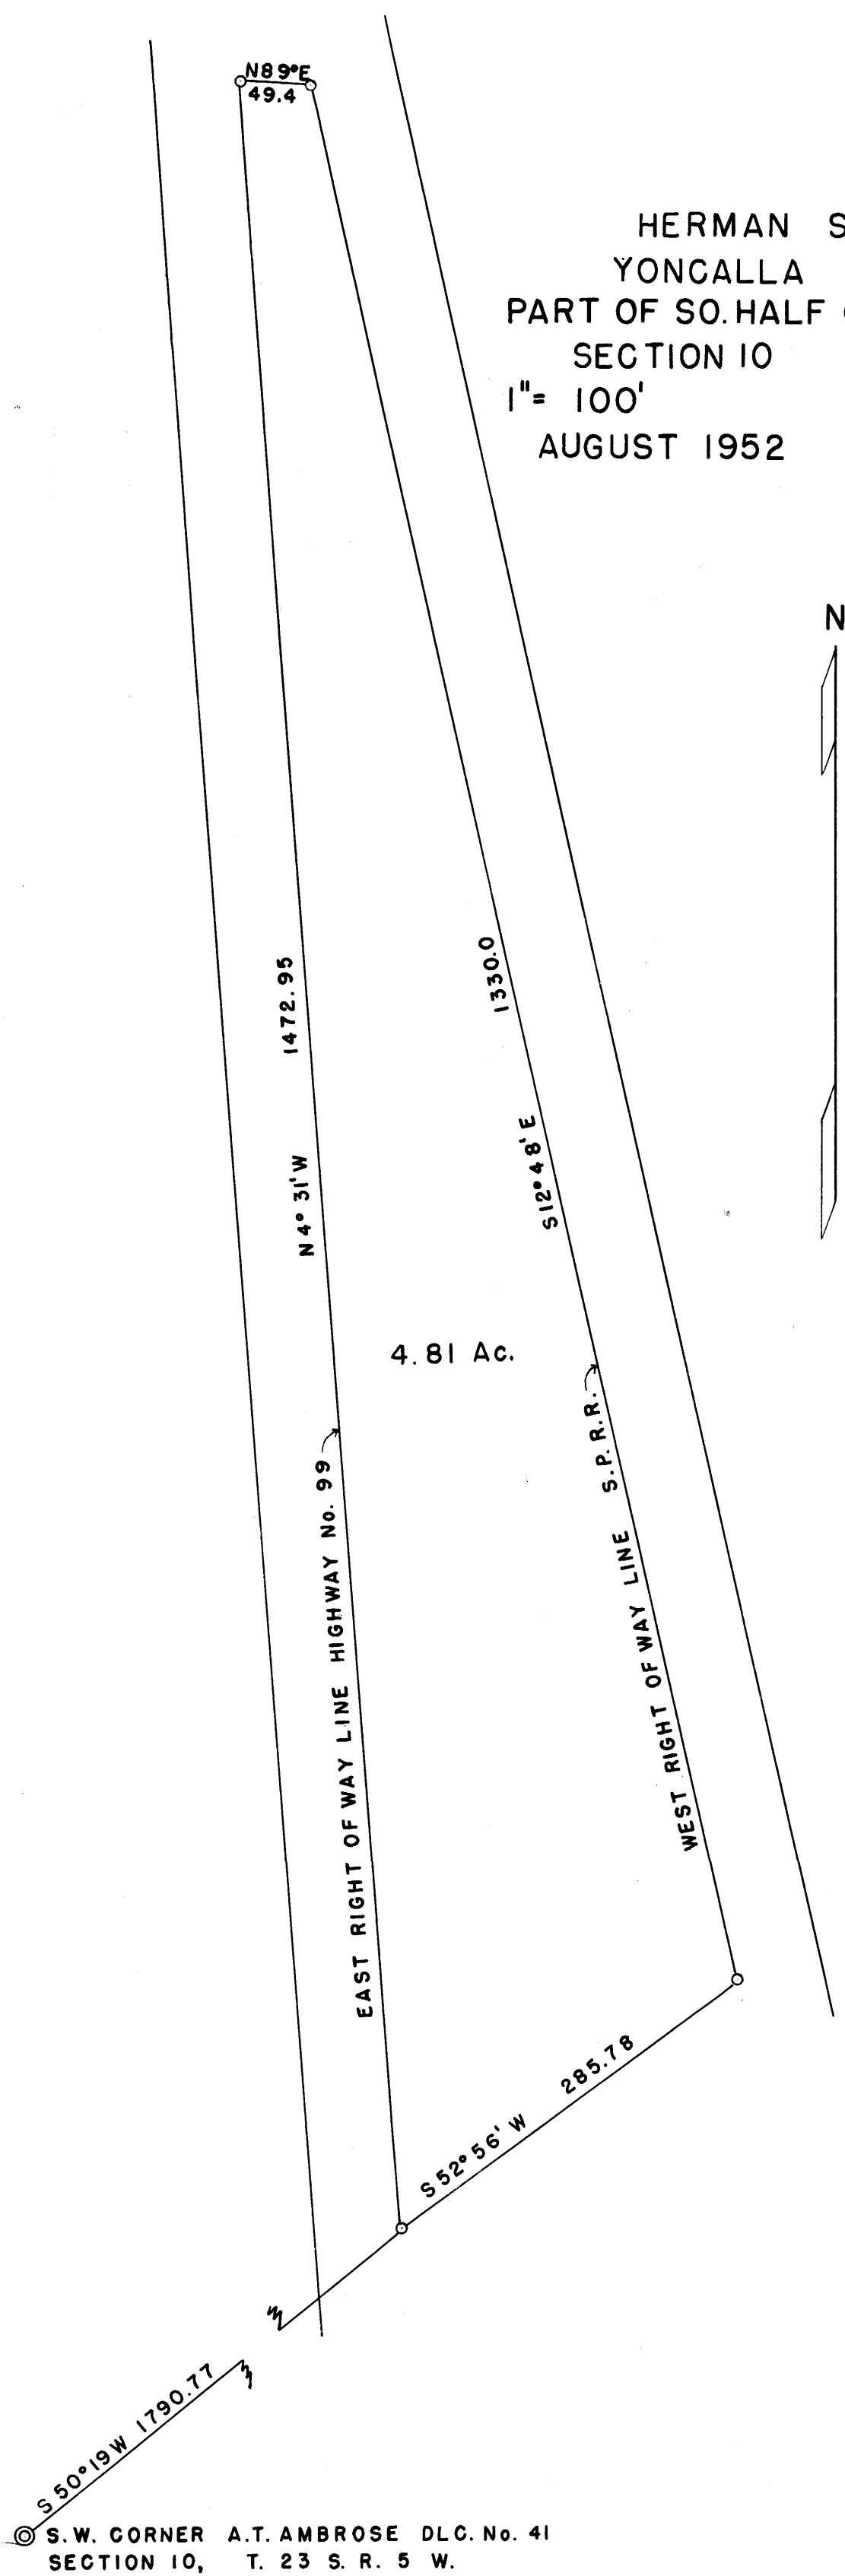 N89°E
49.4
HERMAN S
YONCALLA
PART OF SO. HALF
SECTION 10
1"= 100'
AUGUST 1952
N
1472.95
N 4° 31' W
1330.0
S12° 48' E
4.81 Ac.
EAST RIGHT OF WAY LINE HIGHWAY No. 99
WEST RIGHT OF WAY LINE S.P.R.R.
285.78
S 52° 56' W
S 50° 19 W 1790.77
S.W. CORNER A.T. AMBROSE DLC. No. 41
SECTION 10, T. 23 S. R. 5 W.